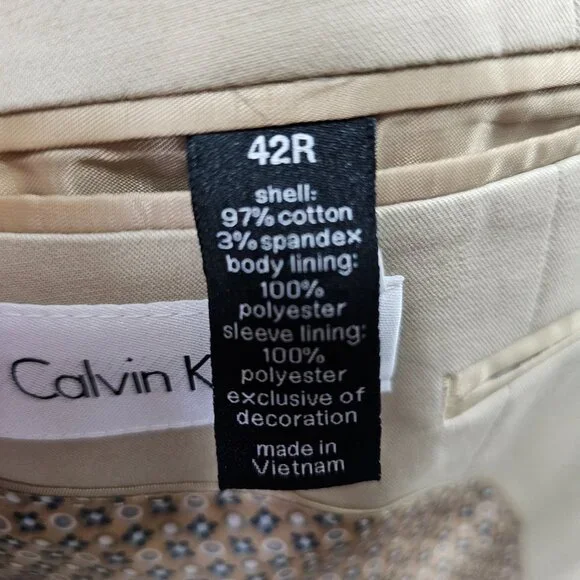 42R
shell:
97% cotton
3% spandex
body lining:
100%
polyester
sleeve lining:
100%
polyester
exclusive of
decoration
made in
Vietnam
Calvin K